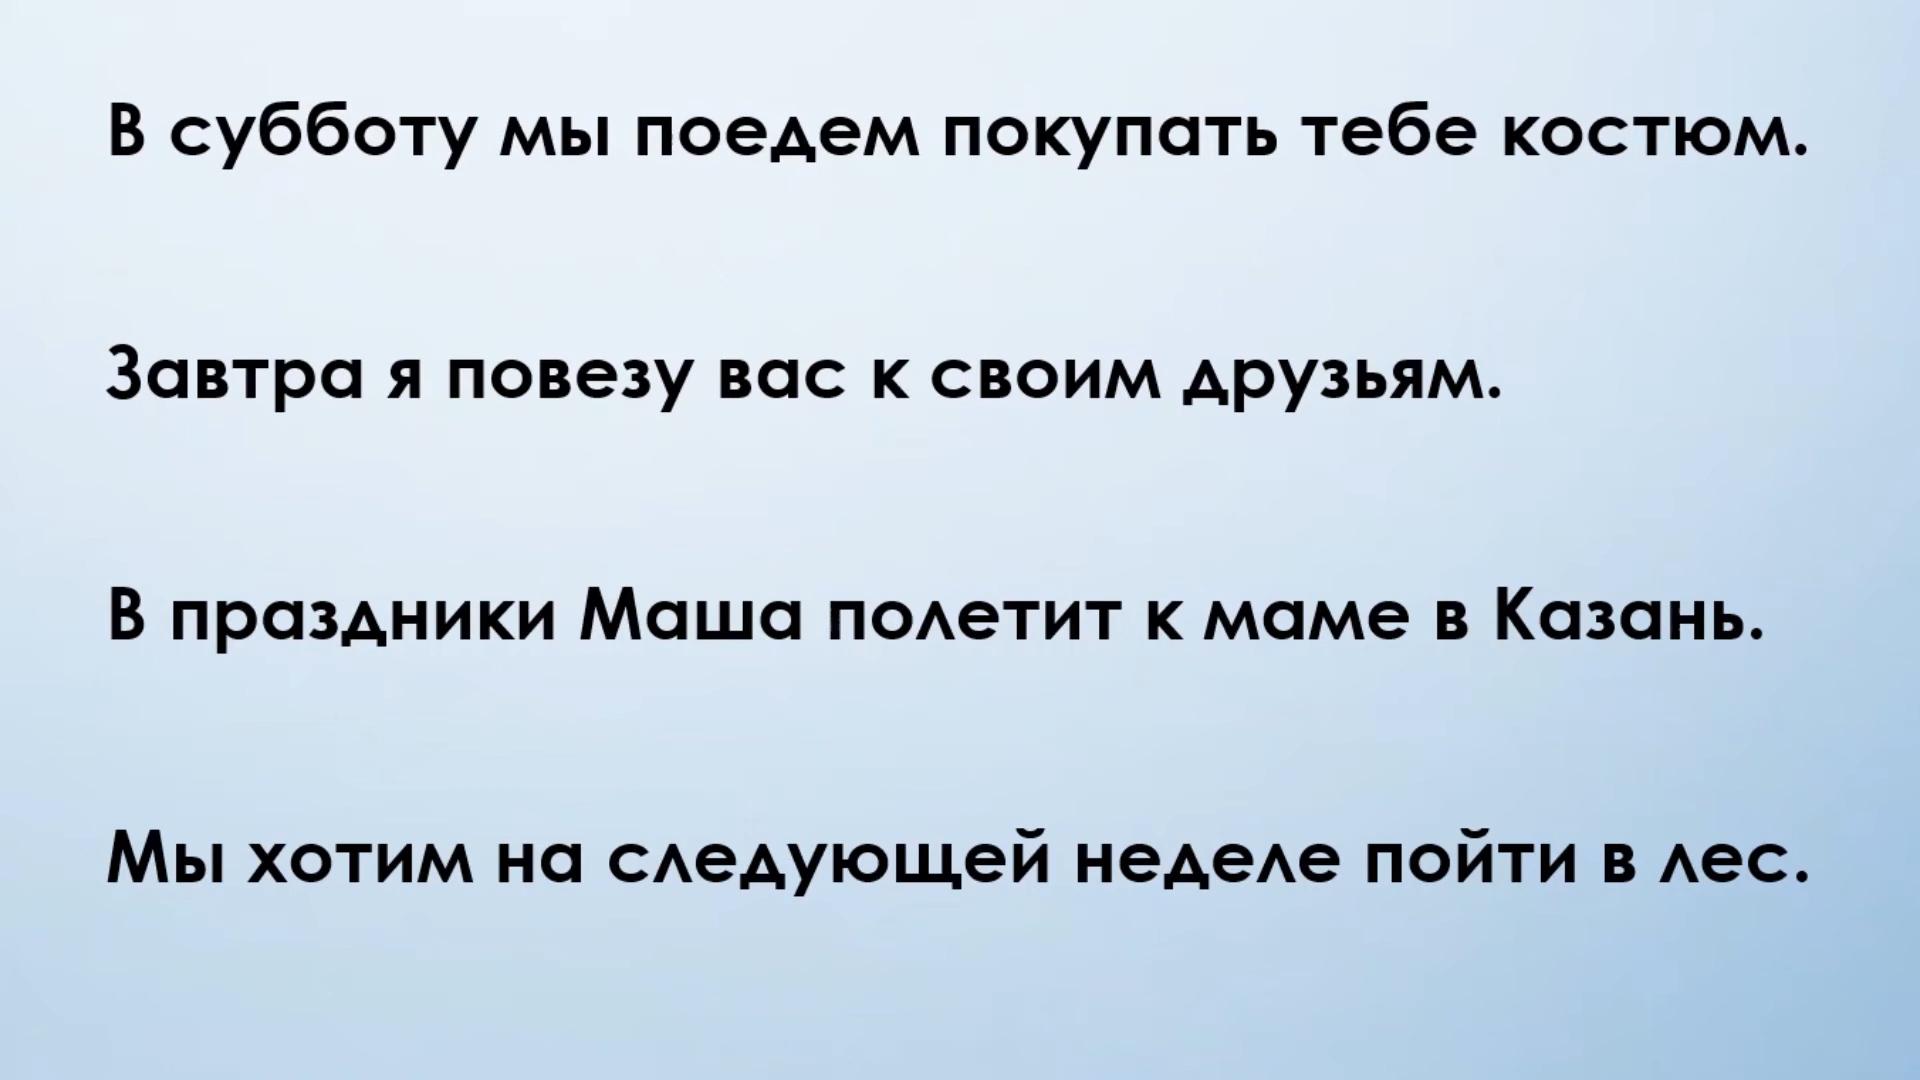 В субботу мы поедем покупать тебе костюм.
Завтра я повезу вас к своим друзьям.
В праздники Маша полетит к маме в Казань.
Мы хотим на следующей неделе пойти в лес.